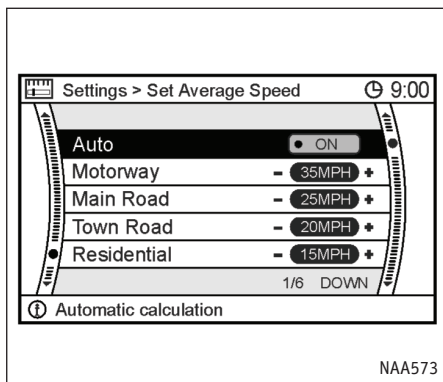 Settings > Set Average Speed 9:00
Auto ON
Motorway - 35MPH +
Main Road - 25MPH +
Town Road - 20MPH +
Residential - 15MPH +
1/6 DOWN
i Automatic calculation
NAA573